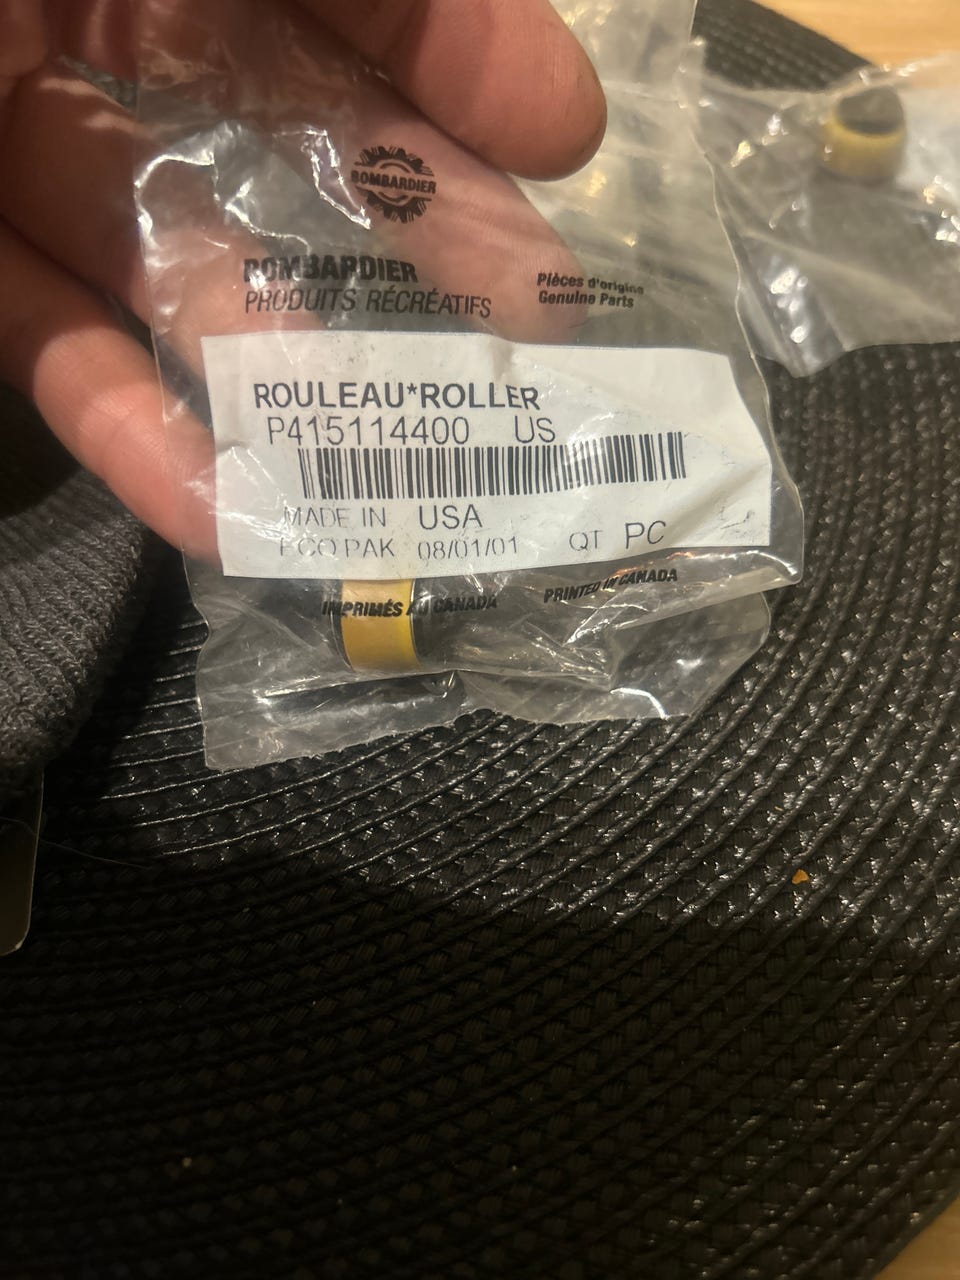 BOMBARDIER
BOMBARDIER
PRODUITS RÉCRÉATIFS
Pièces d'origine
Genuine Parts
ROULEAU*ROLLER
P415114400 US
MADE IN USA
ECO PAK 08/01/01 QT PC
IMPRIMÉS AU CANADA
PRINTED IN CANADA